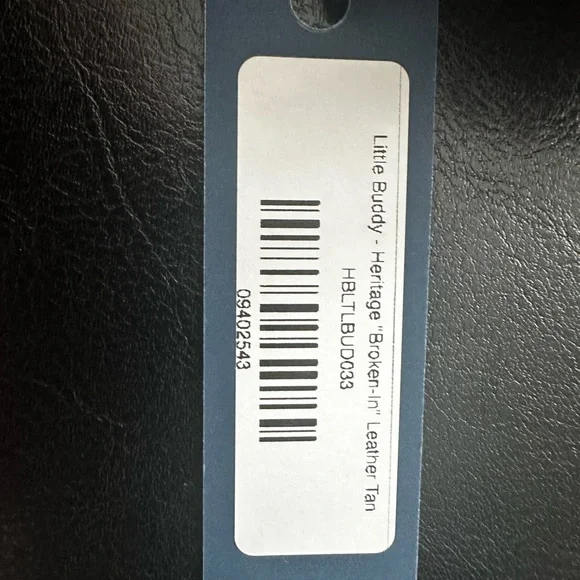 Little Buddy - Heritage "Broken-In" Leather Tan
HBLTLBUD033
09402543